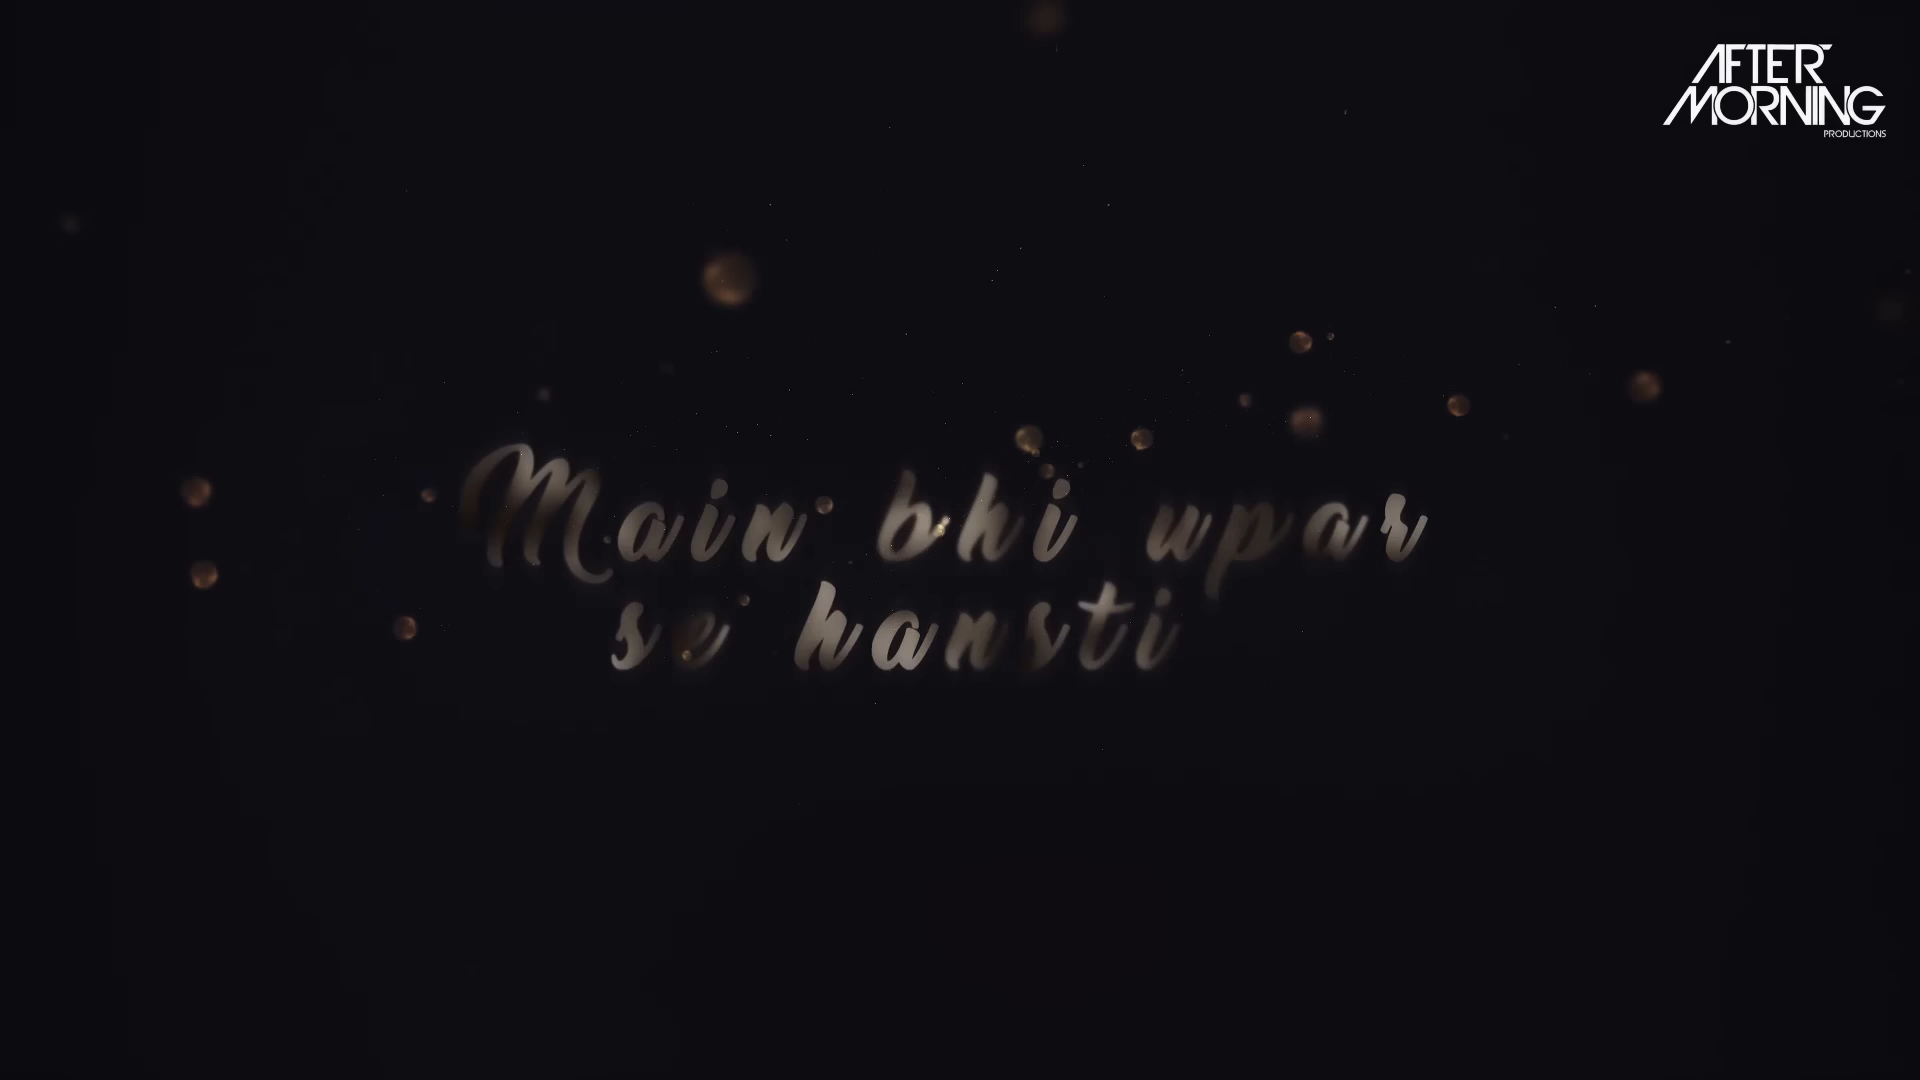 AFTER
MORNING
PRODUCTIONS
Main bhi upar
se hansti